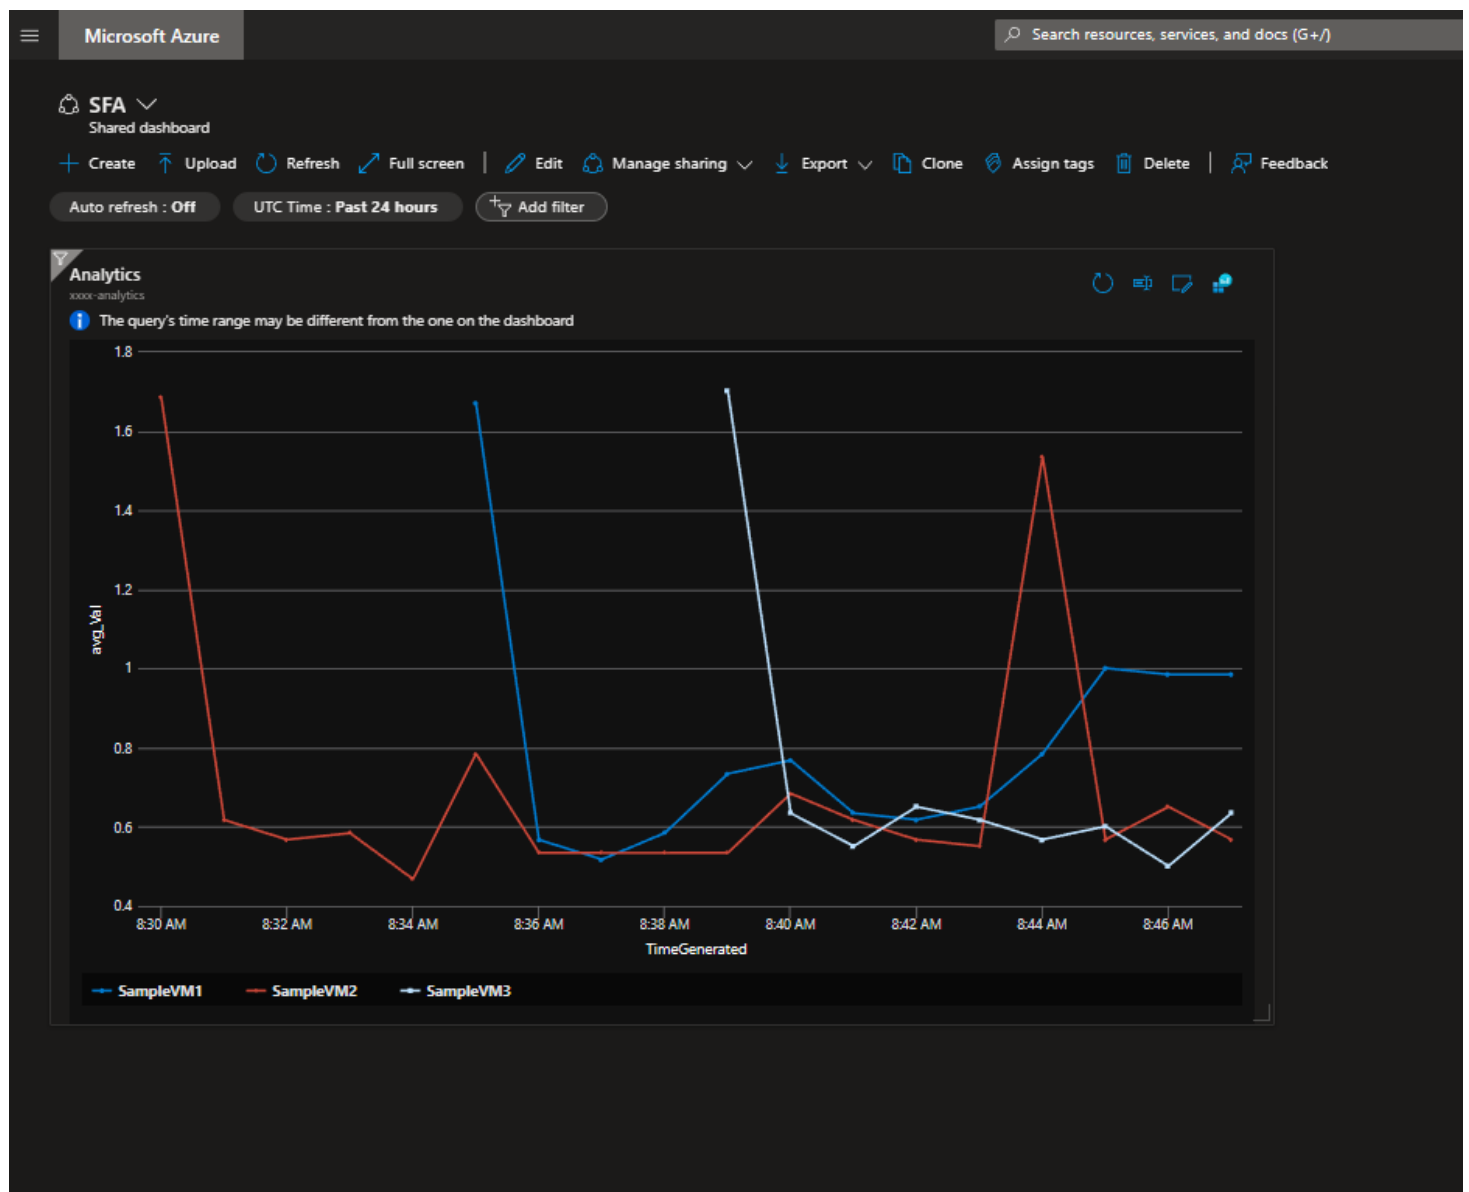 Microsoft Azure
Search resources, services, and docs (G+/)
SFA
Shared dashboard
Create Upload Refresh Full screen Edit Manage sharing Export Clone Assign tags Delete Feedback
Auto refresh : Off UTC Time : Past 24 hours Add filter
Analytics
xxxx-analytics
The query's time range may be different from the one on the dashboard
1.8
1.6
1.4
1.2
1
0.8
0.6
0.4
avg_Val
8:30 AM 8:32 AM 8:34 AM 8:36 AM 8:38 AM 8:40 AM 8:42 AM 8:44 AM 8:46 AM
TimeGenerated
SampleVM1 SampleVM2 SampleVM3